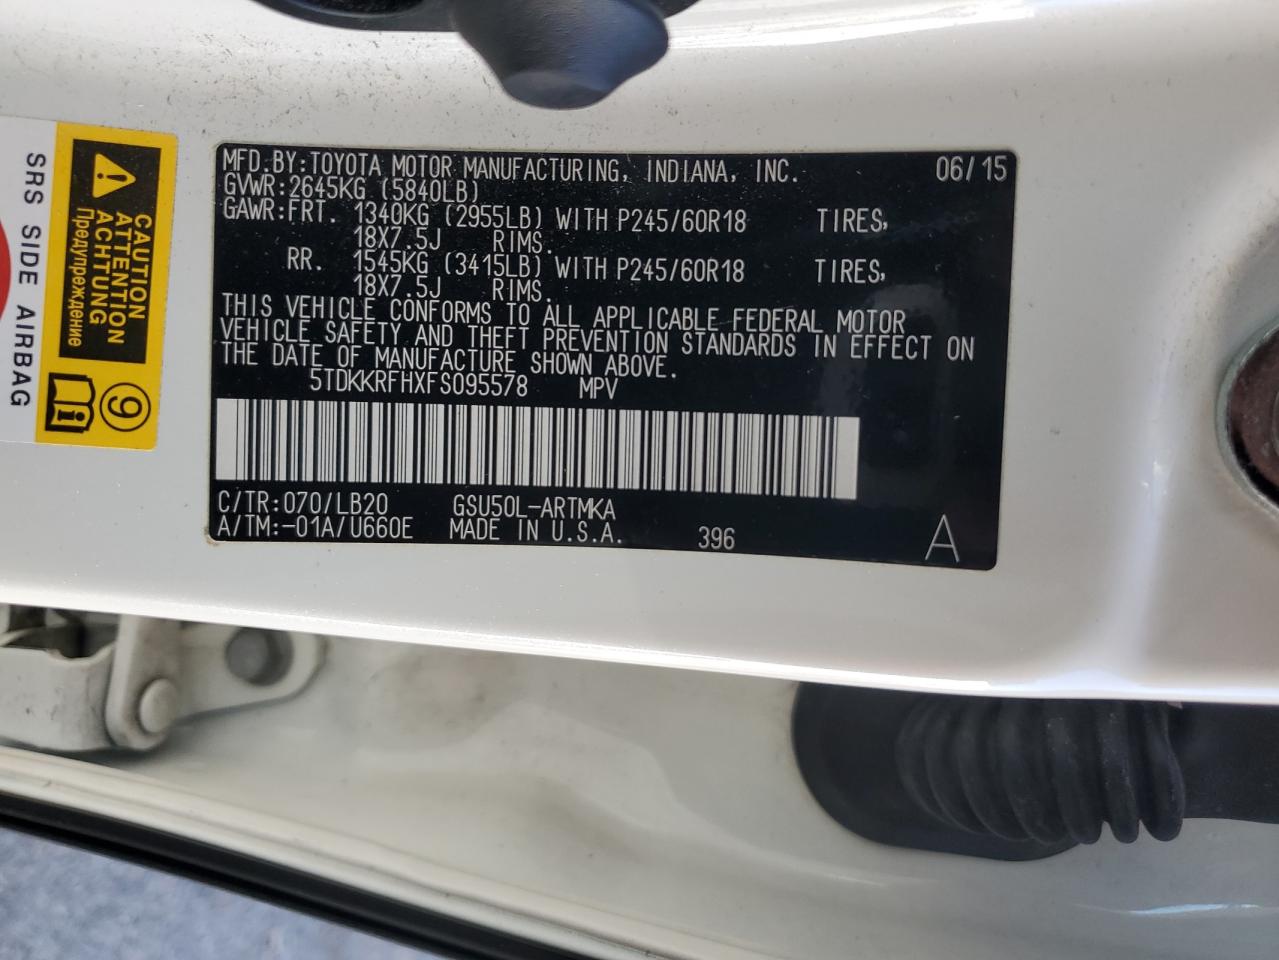 MFD.BY:TOYOTA MOTOR MANUFACTURING, INDIANA, INC. 06/15
GVWR:2645KG (5840LB)
GAWR:FRT. 1340KG (2955LB) WITH P245/60R18 TIRES,
18X7.5J RIMS.
RR. 1545KG (3415LB) WITH P245/60R18 TIRES,
18X7.5J RIMS.
THIS VEHICLE CONFORMS TO ALL APPLICABLE FEDERAL MOTOR
VEHICLE SAFETY AND THEFT PREVENTION STANDARDS IN EFFECT ON
THE DATE OF MANUFACTURE SHOWN ABOVE.
5TDKKRFHXFS095578 MPV
C/TR:070/LB20 GSU50L-ARTMKA
A/TM:-01A/U660E MADE IN U.S.A. 396 A
CAUTION
ATTENTION
ACHTUNG
Предупреждение
9
i
SRS SIDE AIRBAG